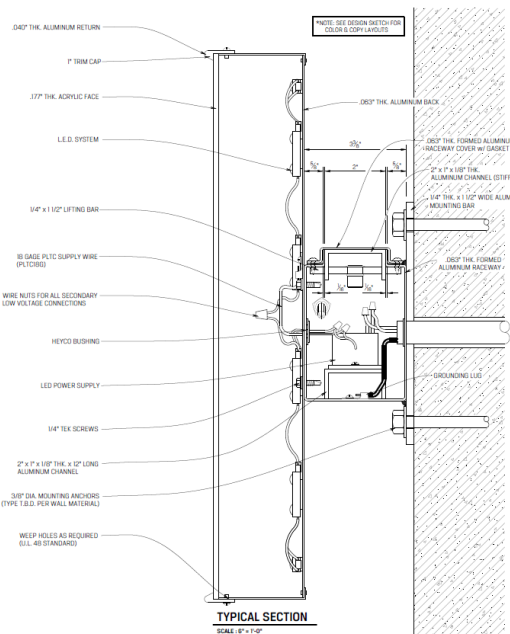 .040" THK. ALUMINUM RETURN
1" TRIM CAP
.177" THK. ACRYLIC FACE
L.E.D. SYSTEM
1/4" x 1 1/2" LIFTING BAR
18 GAGE PLTC SUPPLY WIRE
(PLTC18G)
WIRE NUTS FOR ALL SECONDARY
LOW VOLTAGE CONNECTIONS
HEYCO BUSHING
LED POWER SUPPLY
1/4" TEK SCREWS
2" x 1" x 1/8" THK. x 12" LONG
ALUMINUM CHANNEL
3/8" DIA. MOUNTING ANCHORS
(TYPE T.B.D. PER WALL MATERIAL)
WEEP HOLES AS REQUIRED
(U.L. 48 STANDARD)
*NOTE: SEE DESIGN SKETCH FOR
COLOR & COPY LAYOUTS
.063" THK. ALUMINUM BACK
2"
.063" THK. FORMED ALUMINU
RACEWAY COVER w/ GASKET
2" x 1" x 1/8" THK.
ALUMINUM CHANNEL (STIFF
1/4" THK. x 1 1/2" WIDE ALU
MOUNTING BAR
.063" THK. FORMED
ALUMINUM RACEWAY
GROUNDING LUG
TYPICAL SECTION
SCALE : 6" = 1'-0"